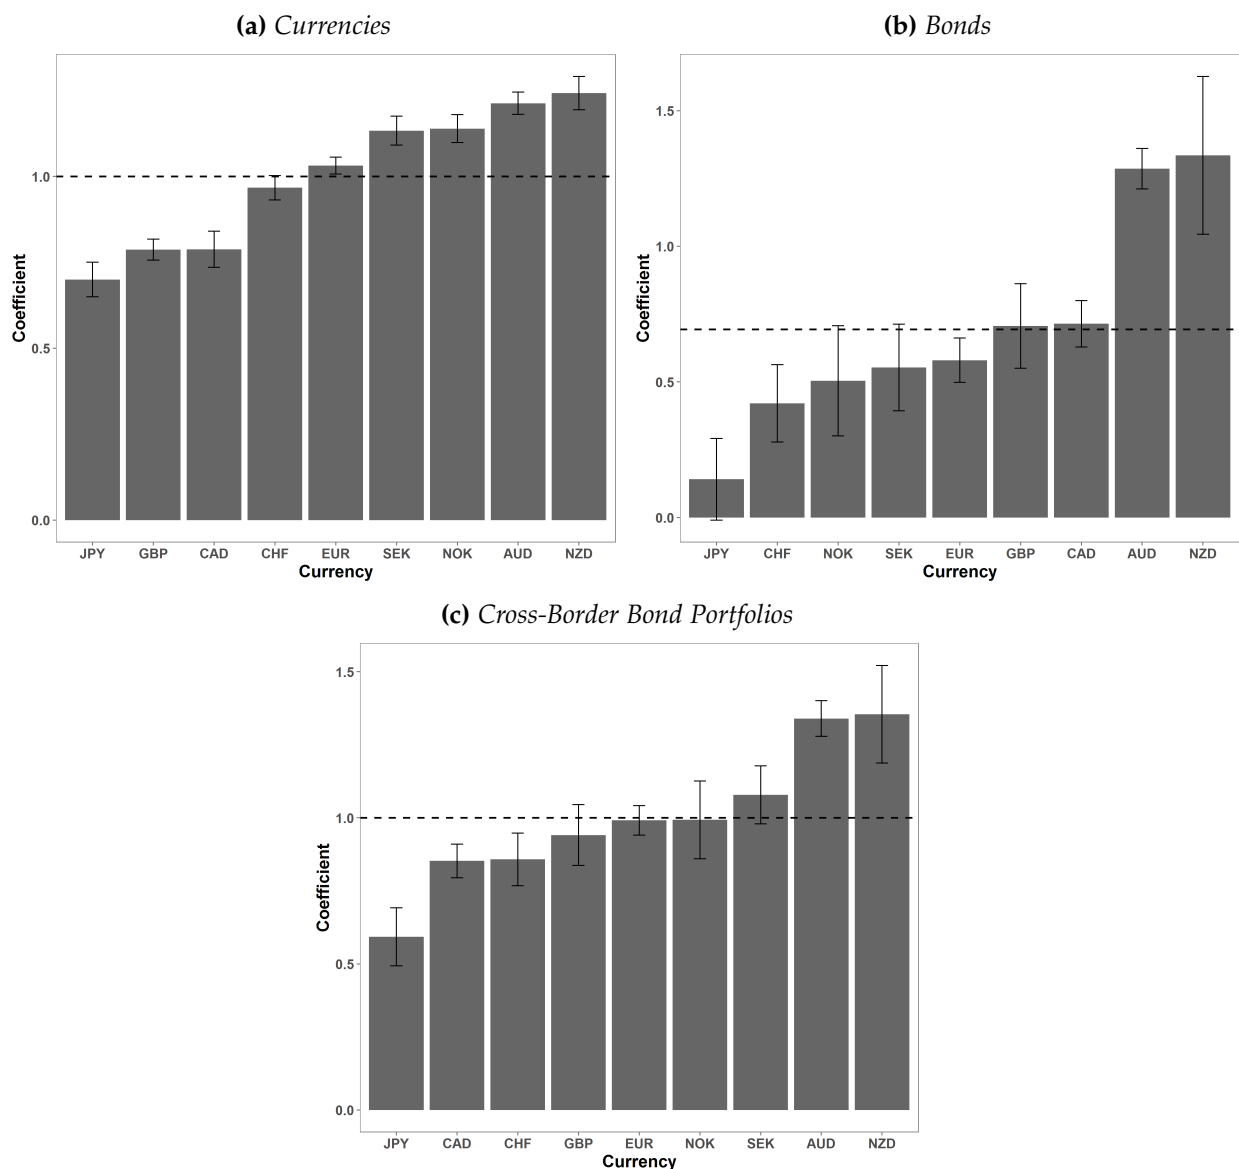 (a) Currencies
Coefficient
1.0
0.5
0.0
JPY GBP CAD CHF EUR SEK NOK AUD NZD
Currency
(b) Bonds
Coefficient
1.5
1.0
0.5
0.0
JPY CHF NOK SEK EUR GBP CAD AUD NZD
Currency
(c) Cross-Border Bond Portfolios
Coefficient
1.5
1.0
0.5
0.0
JPY CAD CHF GBP EUR NOK SEK AUD NZD
Currency